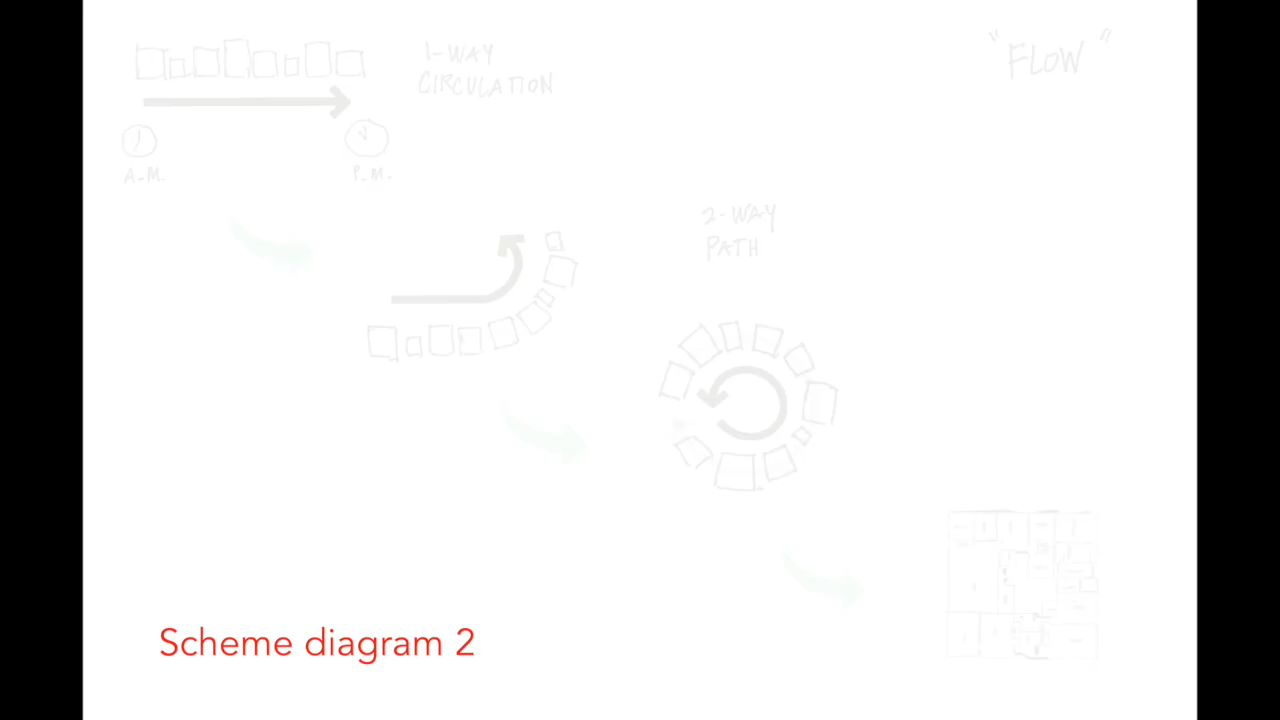 1-WAY
CIRCULATION
"FLOW"
A.M.
P.M.
2-WAY
PATH
Scheme diagram 2